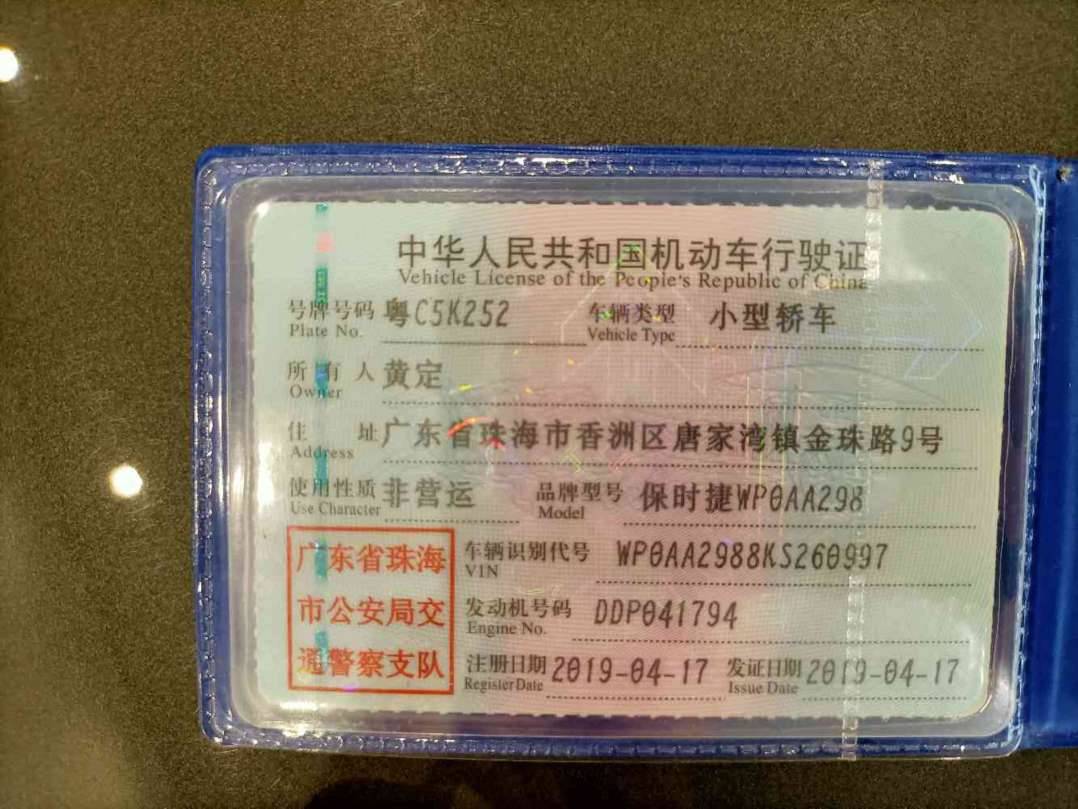 中华人民共和国机动车行驶证
Vehicle License of the People's Republic of China
号牌号码 粤C5K252 车辆类型 小型轿车
Plate No. Vehicle Type
所有人 黄定
Owner
住址 广东省珠海市香洲区唐家湾镇金珠路9号
Address
使用性质 非营运 品牌型号 保时捷WP0AA298
Use Character Model
广东省珠海 车辆识别代号 WP0AA2988KS260997
VIN
市公安局交 发动机号码 DDP041794
Engine No.
通警察支队 注册日期 2019-04-17 发证日期 2019-04-17
Register Date Issue Date